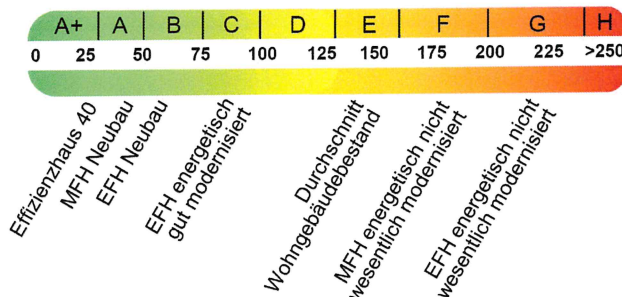 A+ A B C D E F G H
0 25 50 75 100 125 150 175 200 225 >250
Effizienzhaus 40
MFH Neubau
EFH Neubau
EFH energetisch
gut modernisiert
Durchschnitt
Wohngebäudebestand
MFH energetisch nicht
wesentlich modernisiert
EFH energetisch nicht
wesentlich modernisiert